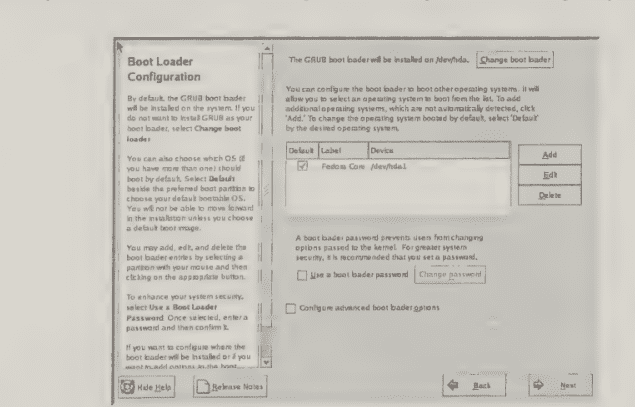 Boot Loader
Configuration
By default, the GRUB boot loader
will be installed on the system. If you
do not want to install GRUB as your
boot loader, select Change boot
loader
You can also choose which OS (if
you have more than one) should
boot by default. Select Default
beside the preferred boot partition to
choose your default bootable OS.
You will not be able to move forward
in the installation unless you choose
a default boot image.
You may add, edit, and delete the
boot loader entries by selecting a
partition with your mouse and then
clicking on the appropriate button.
To enhance your system security,
select Use a Boot Loader
Password. Once selected, enter a
password and then confirm it.
If you want to configure where the
boot loader will be installed or if you
want to add options to the boot
The GRUB boot loader will be installed on /dev/hda.
Change boot loader
You can configure the boot loader to boot other operating systems. It will
allow you to select an operating system to boot from the list. To add
additional operating systems, which are not automatically detected, click
'Add.' To change the operating system booted by default, select 'Default'
by the desired operating system.
Default Label Device
Fedora Core /dev/hda1
Add
Edit
Delete
A boot loader password prevents users from changing
options passed to the kernel. For greater system
security, it is recommended that you set a password.
Use a boot loader password
Change password
Configure advanced boot loader options
Hide Help
Release Notes
Back
Next